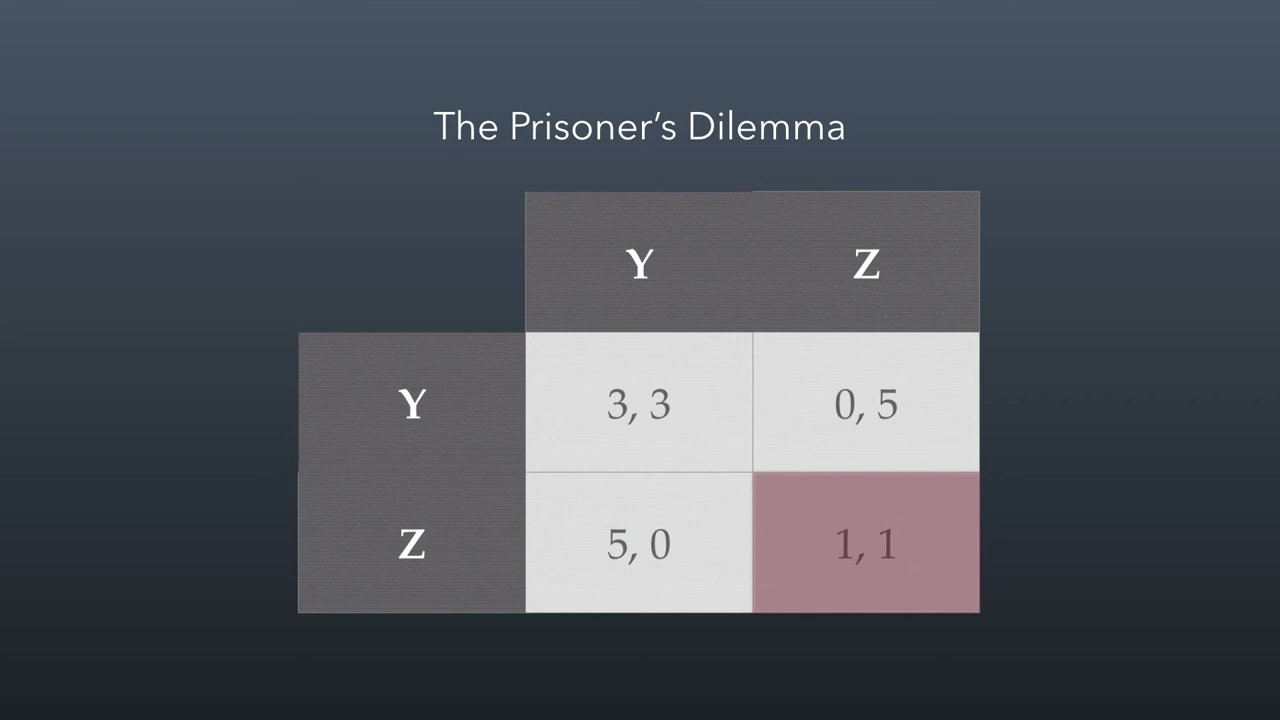 The Prisoner’s Dilemma
Y Z
Y 3, 3 0, 5
Z 5, 0 1, 1